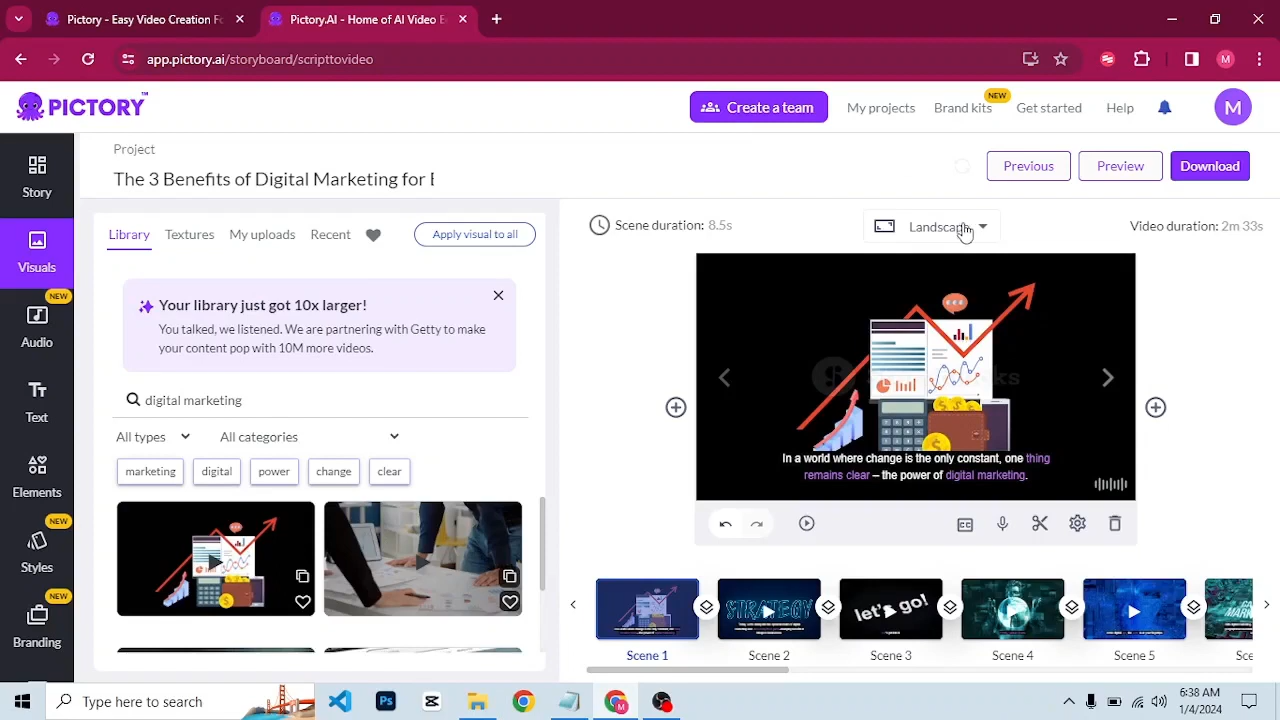 Pictory - Easy Video Creation Fo
Pictory.AI - Home of AI Video E
app.pictory.ai/storyboard/scripttovideo
M
PICTORY™
Create a team
My projects
NEW
Brand kits
Get started
Help
M
Story
Visuals
NEW
Audio
Text
Elements
NEW
Styles
NEW
Branding
Project
The 3 Benefits of Digital Marketing for E
Previous
Preview
Download
Library
Textures
My uploads
Recent
Apply visual to all
Your library just got 10x larger!
You talked, we listened. We are partnering with Getty to make
your content pop with 10M more videos.
digital marketing
All types
All categories
marketing
digital
power
change
clear
Scene duration: 8.5s
Landscap
Video duration: 2m 33s
In a world where change is the only constant, one thing
remains clear – the power of digital marketing.
CC
STRATEGY
let's go!
Scene 1
Scene 2
Scene 3
Scene 4
Scene 5
Sce
Type here to search
Ps
M
6:38 AM
1/4/2024